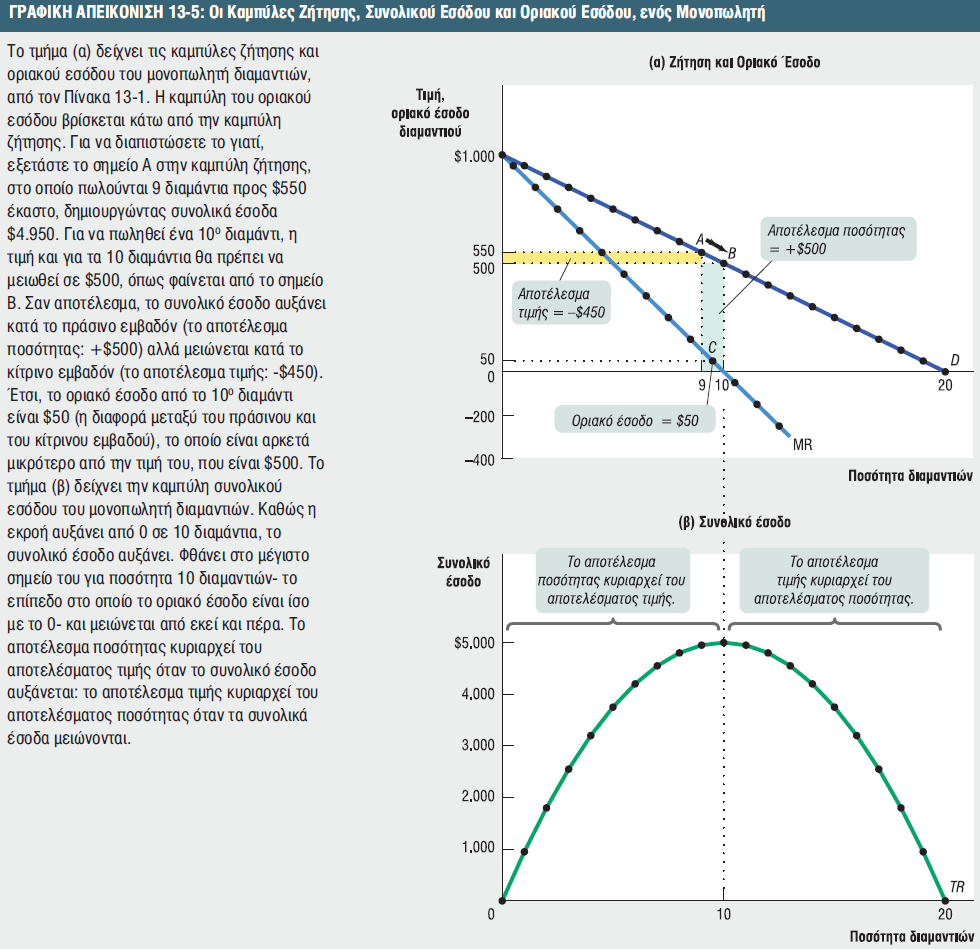 ΓΡΑΦΙΚΗ ΑΠΕΙΚΟΝΙΣΗ 13-5: Οι Καμπύλες Ζήτησης, Συνολικού Εσόδου και Οριακού Εσόδου, ενός Μονοπωλητή
Το τμήμα (α) δείχνει τις καμπύλες ζήτησης και
οριακού εσόδου του μονοπωλητή διαμαντιών,
από τον Πίνακα 13-1. Η καμπύλη του οριακού
εσόδου βρίσκεται κάτω από την καμπύλη
ζήτησης. Για να διαπιστώσετε το γιατί,
εξετάστε το σημείο Α στην καμπύλη ζήτησης,
στο οποίο πωλούνται 9 διαμάντια προς $550
έκαστο, δημιουργώντας συνολικά έσοδα
$4.950. Για να πωληθεί ένα 10º διαμάντι, η
τιμή και για τα 10 διαμάντια θα πρέπει να
μειωθεί σε $500, όπως φαίνεται από το σημείο
Β. Σαν αποτέλεσμα, το συνολικό έσοδο αυξάνει
κατά το πράσινο εμβαδόν (το αποτέλεσμα
ποσότητας: +$500) αλλά μειώνεται κατά το
κίτρινο εμβαδόν (το αποτέλεσμα τιμής: -$450).
Έτσι, το οριακό έσοδο από το 10º διαμάντι
είναι $50 (η διαφορά μεταξύ του πράσινου και
του κίτρινου εμβαδού), το οποίο είναι αρκετά
μικρότερο από την τιμή του, που είναι $500. Το
τμήμα (β) δείχνει την καμπύλη συνολικού
εσόδου του μονοπωλητή διαμαντιών. Καθώς η
εκροή αυξάνει από 0 σε 10 διαμάντια, το
συνολικό έσοδο αυξάνει. Φθάνει στο μέγιστο
σημείο του για ποσότητα 10 διαμαντιών- το
επίπεδο στο οποίο το οριακό έσοδο είναι ίσο
με το 0- και μειώνεται από εκεί και πέρα. Το
αποτέλεσμα ποσότητας κυριαρχεί του
αποτελέσματος τιμής όταν το συνολικό έσοδο
αυξάνεται: το αποτέλεσμα τιμής κυριαρχεί του
αποτελέσματος ποσότητας όταν τα συνολικά
έσοδα μειώνονται.
(α) Ζήτηση και Οριακό Έσοδο
Τιμή,
οριακό έσοδο
διαμαντιού
$1.000
550
500
50
0
–200
–400
A
B
C
D
MR
9
10
20
Αποτέλεσμα ποσότητας
= +$500
Αποτέλεσμα
τιμής = –$450
Οριακό έσοδο = $50
Ποσότητα διαμαντιών
(β) Συνολικό έσοδο
Συνολικό
έσοδο
Το αποτέλεσμα
ποσότητας κυριαρχεί του
αποτελέσματος τιμής.
Το αποτέλεσμα
τιμής κυριαρχεί του
αποτελέσματος ποσότητας.
$5.000
4.000
3.000
2.000
1.000
0
10
20
TR
Ποσότητα διαμαντιών